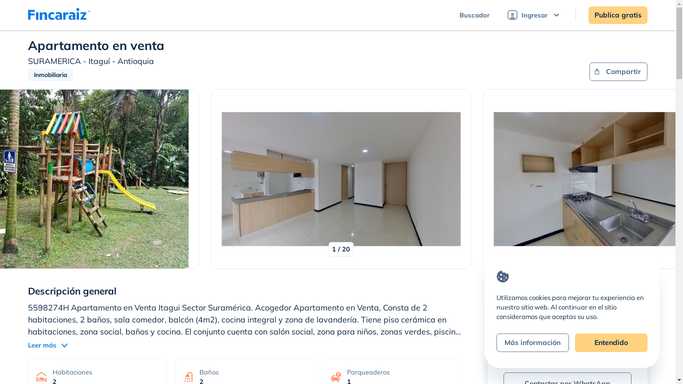 Fincaraiz
Buscador
Ingresar
Publica gratis
Apartamento en venta
SURAMERICA - Itagüí - Antioquia
Inmobiliaria
Compartir
1 / 20
Descripción general
5598274H Apartamento en Venta Itagui Sector Suramérica. Acogedor Apartamento en Venta, Consta de 2
habitaciones, 2 baños, sala comedor, balcón (4m2), cocina integral y zona de lavandería. Tiene piso cerámica en
habitaciones, zona social, baños y cocina. El conjunto cuenta con salón social, zona para niños, zonas verdes, piscin...
Leer más
Habitaciones
2
Baños
2
Parqueaderos
1
Utilizamos cookies para mejorar tu experiencia en
nuestro sitio web. Al continuar en el sitio
consideramos que aceptas su uso.
Más información
Entendido
Contactar por WhatsApp